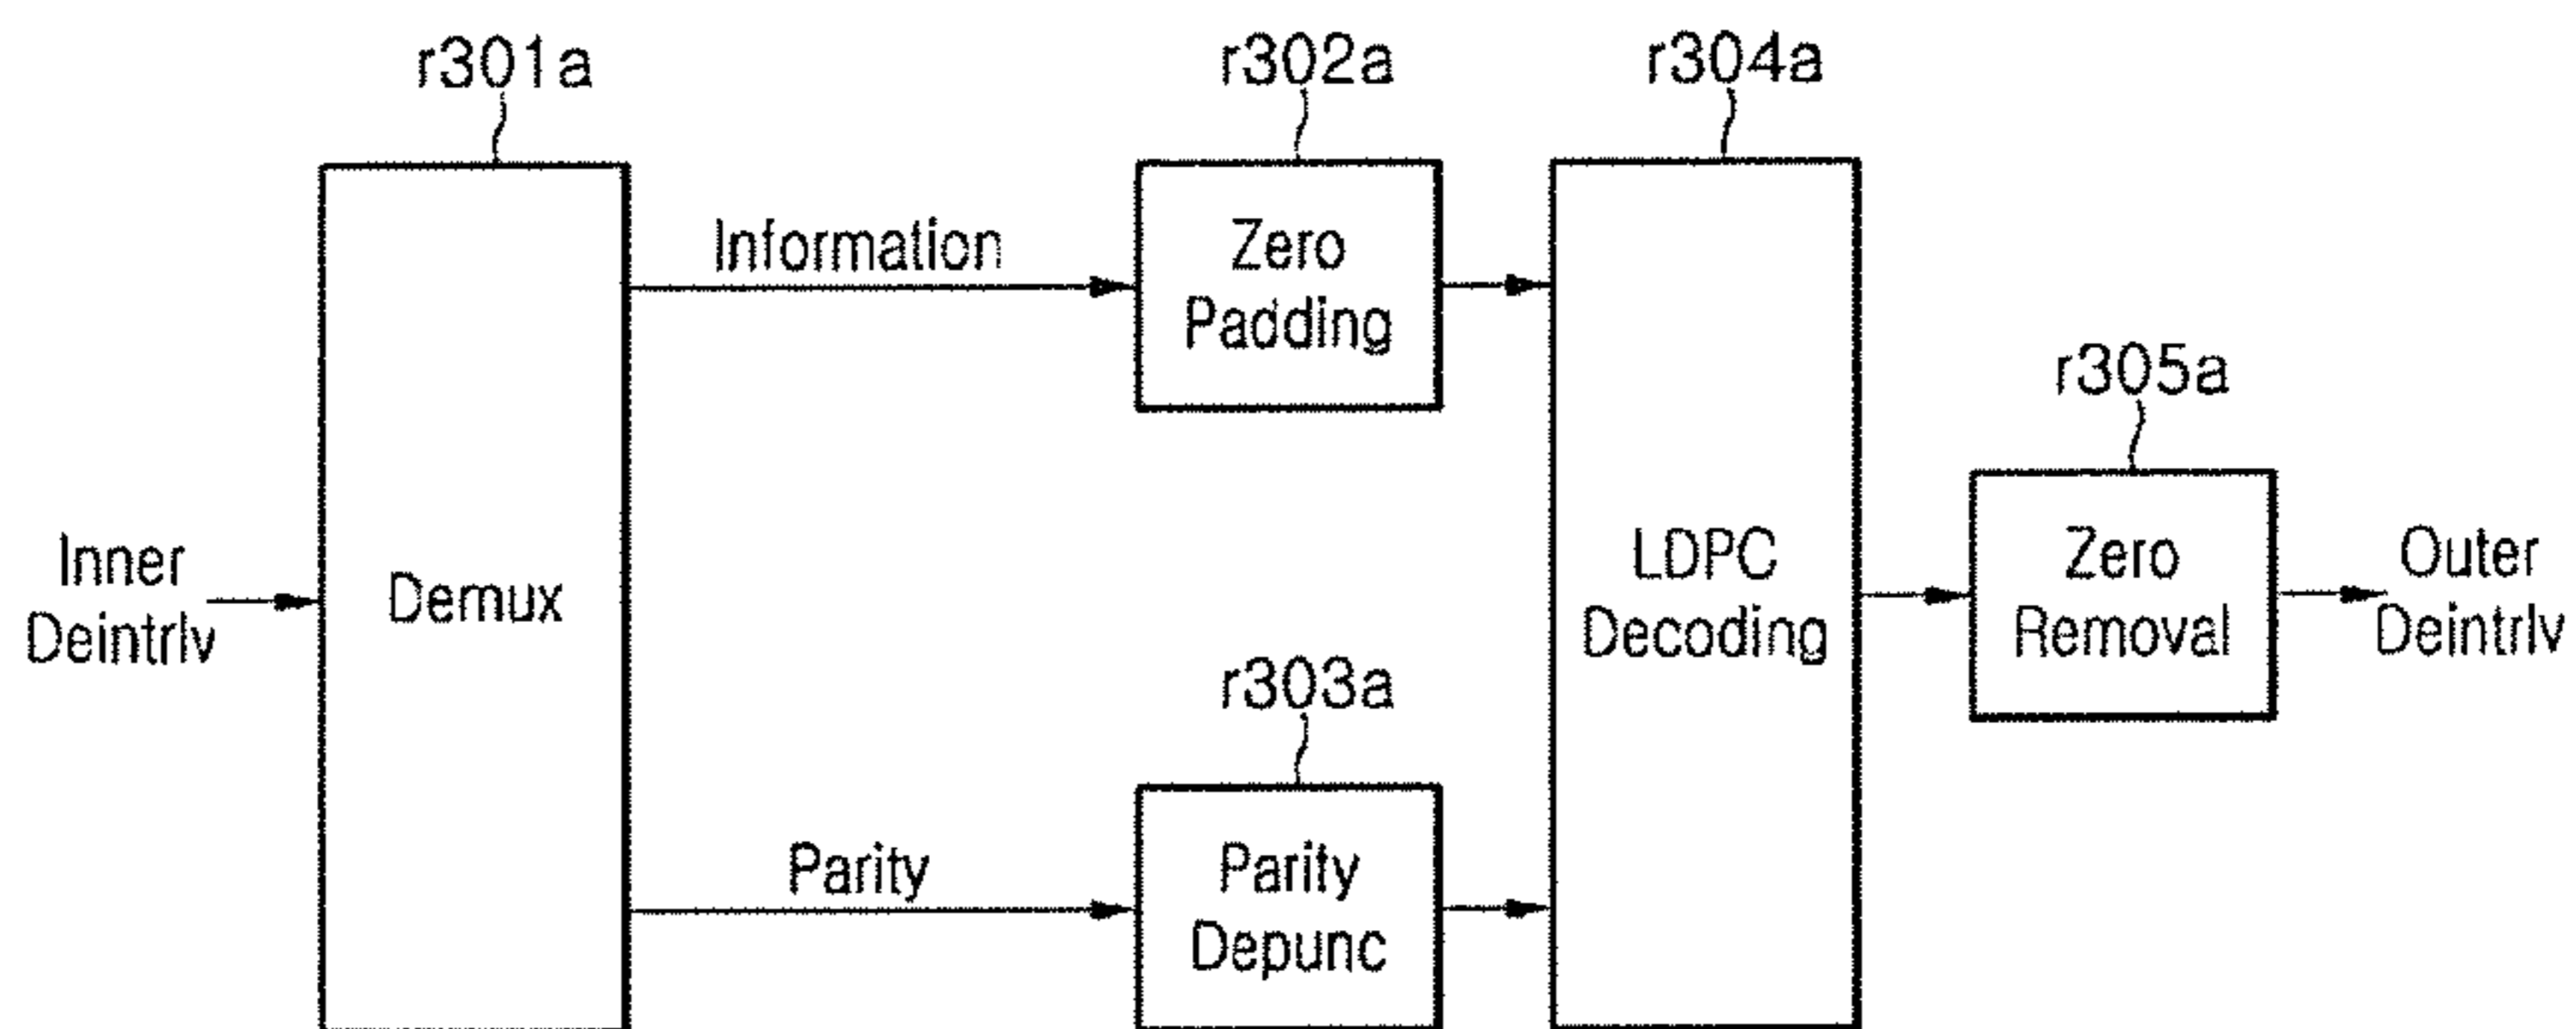 r301a
r302a
r304a
Information
Zero
Padding
r305a
Inner
Deintrlv
Demux
LDPC
Decoding
Zero
Removal
Outer
Deintrlv
r303a
Parity
Parity
Depunc